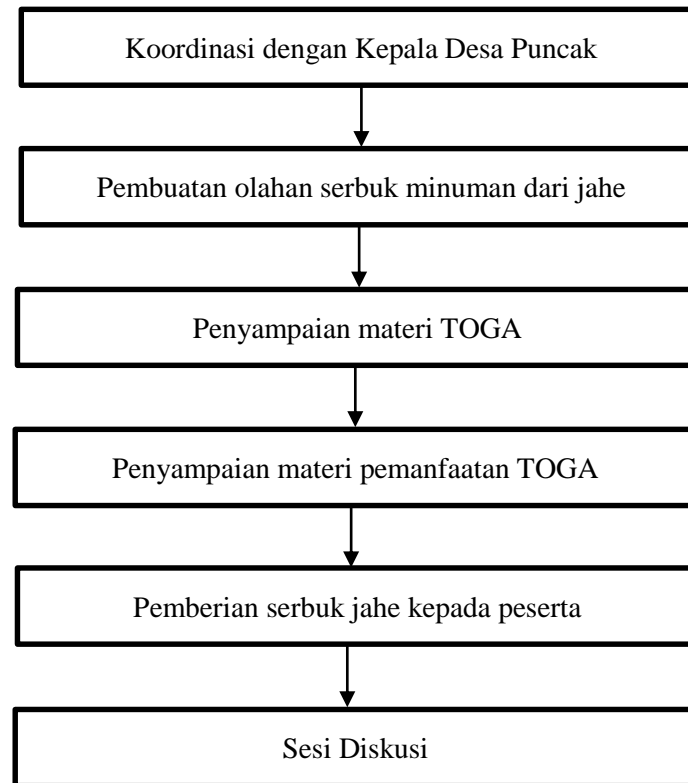 Koordinasi dengan Kepala Desa Puncak
Pembuatan olahan serbuk minuman dari jahe
Penyampaian materi TOGA
Penyampaian materi pemanfaatan TOGA
Pemberian serbuk jahe kepada peserta
Sesi Diskusi